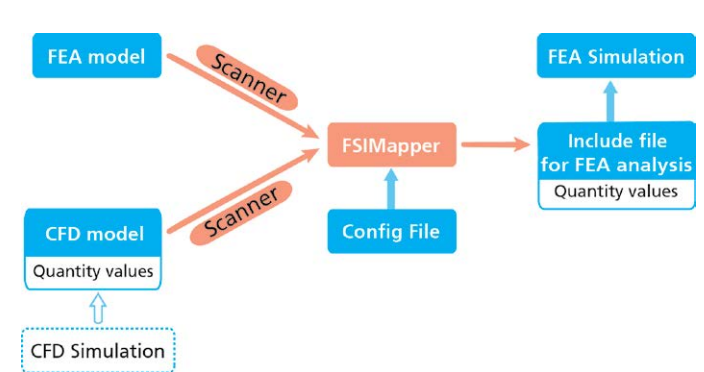 FEA model
Scanner
FEA Simulation
FSIMapper
Include file
for FEA analysis
Quantity values
Scanner
CFD model
Quantity values
Config File
CFD Simulation